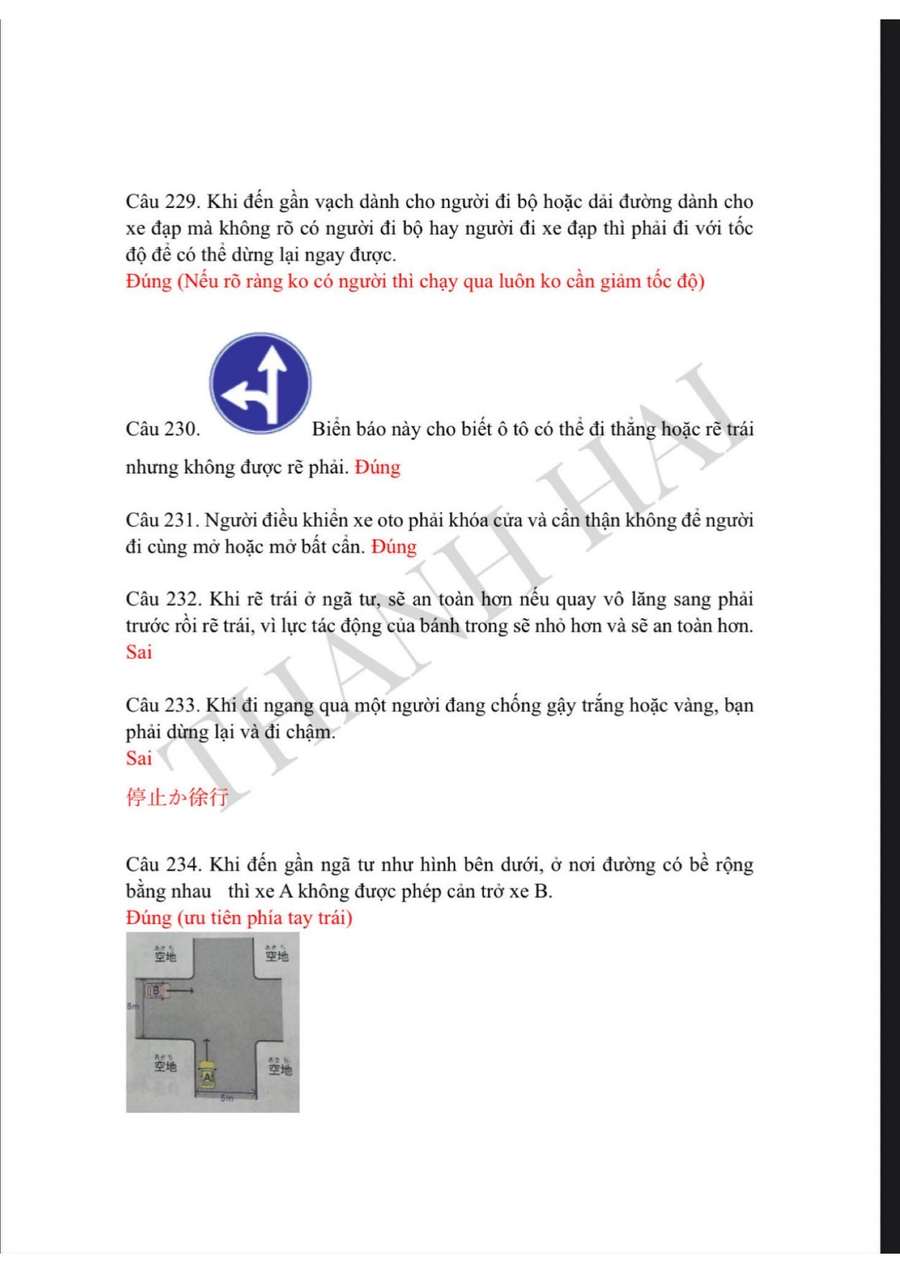 Câu 229. Khi đến gần vạch dành cho người đi bộ hoặc dải đường dành cho
xe đạp mà không rõ có người đi bộ hay người đi xe đạp thì phải đi với tốc
độ để có thể dừng lại ngay được.
Đúng (Nếu rõ ràng ko có người thì chạy qua luôn ko cần giảm tốc độ)
Câu 230. Biển báo này cho biết ô tô có thể đi thẳng hoặc rẽ trái
nhưng không được rẽ phải. Đúng
Câu 231. Người điều khiển xe oto phải khóa cửa và cẩn thận không để người
đi cùng mở hoặc mở bất cẩn. Đúng
Câu 232. Khi rẽ trái ở ngã tư, sẽ an toàn hơn nếu quay vô lăng sang phải
trước rồi rẽ trái, vì lực tác động của bánh trong sẽ nhỏ hơn và sẽ an toàn hơn.
Sai
Câu 233. Khi đi ngang qua một người đang chống gậy trắng hoặc vàng, bạn
phải dừng lại và đi chậm.
Sai
停止か徐行
Câu 234. Khi đến gần ngã tư như hình bên dưới, ở nơi đường có bề rộng
bằng nhau thì xe A không được phép cản trở xe B.
Đúng (ưu tiên phía tay trái)
空地
空地
B
5m
空地
空地
A
5m
THANH HAI